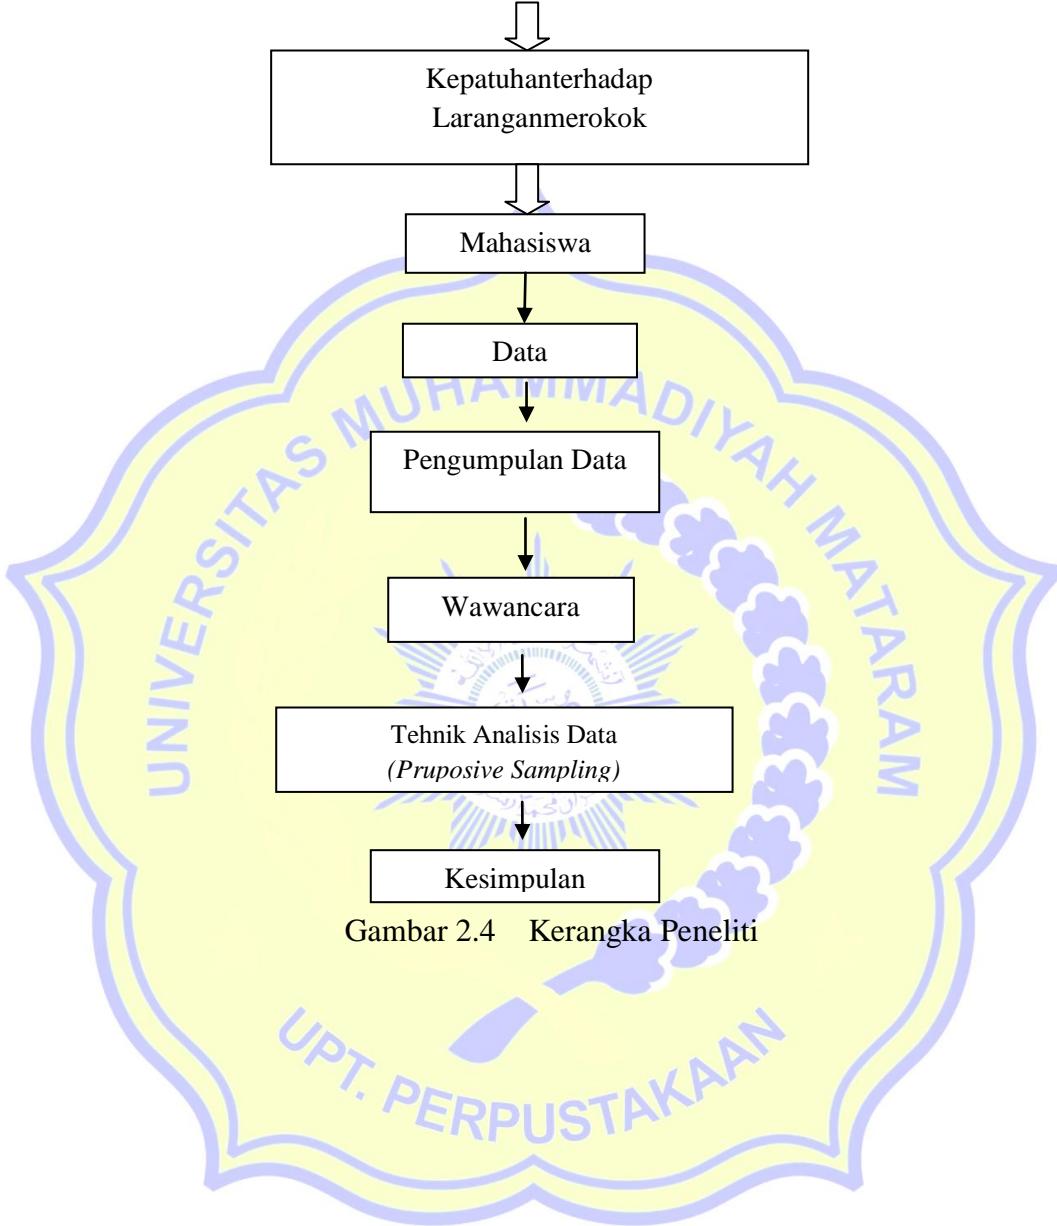 Kepatuhanterhadap
Laranganmerokok
Mahasiswa
Data
UNIVERSITAS MUHAMMADIYAH MATARAM
Pengumpulan Data
Wawancara
Tehnik Analisis Data
(Pruposive Sampling)
Kesimpulan
Gambar 2.4 Kerangka Peneliti
UPT. PERPUSTAKAAN